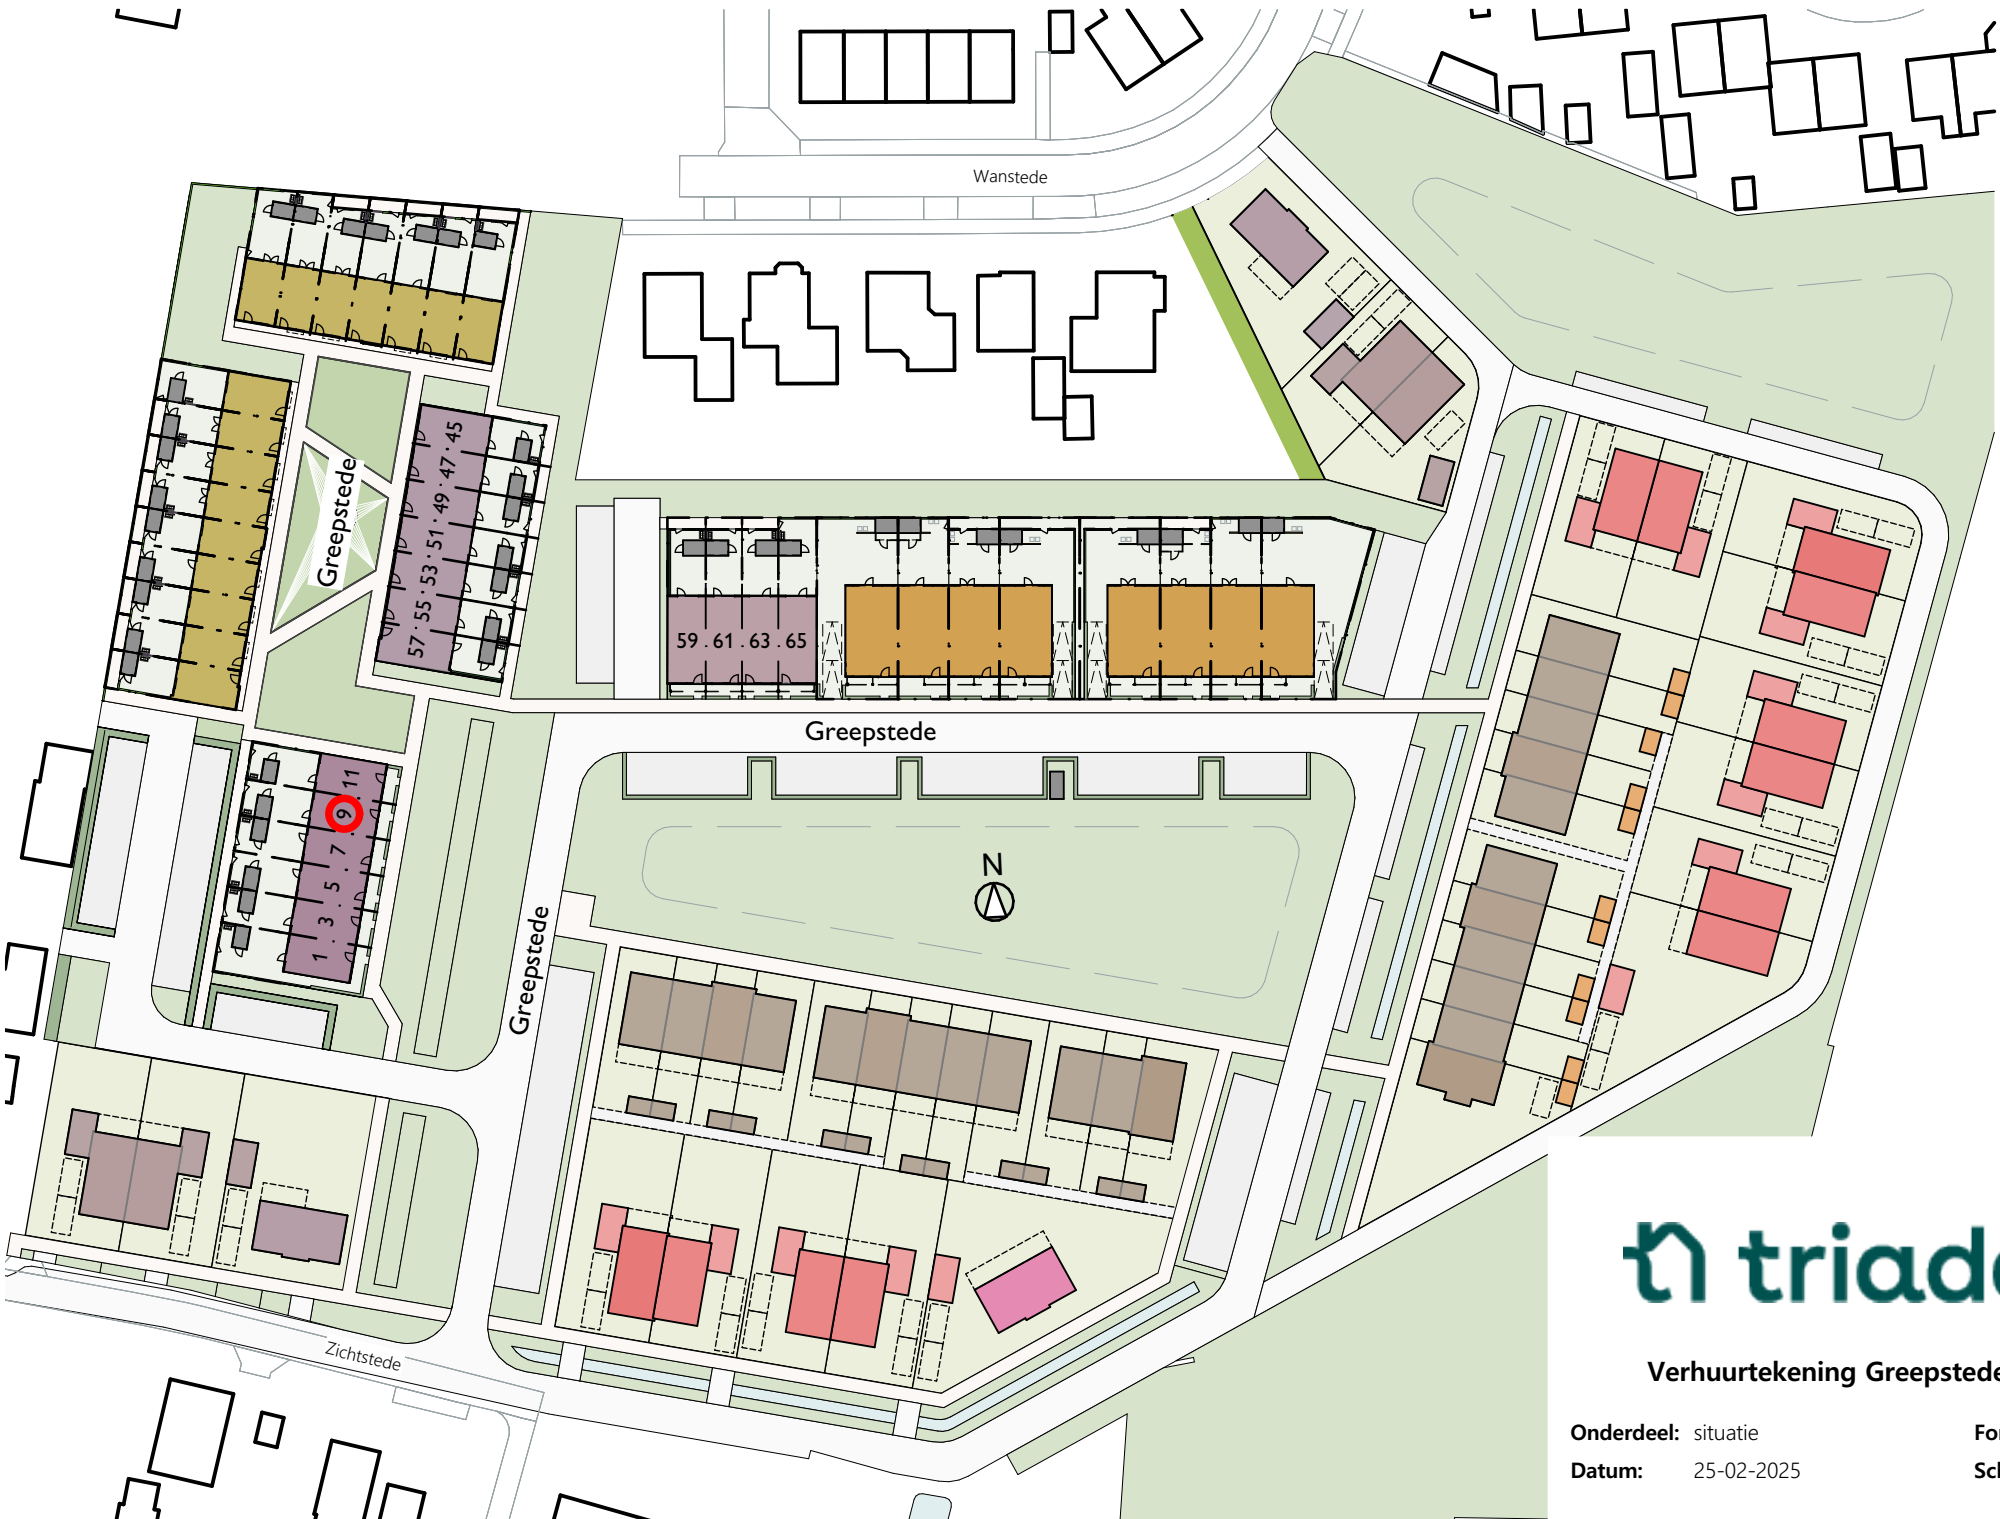 Wanstede
Greepstede
57.55.53.51.49.47.45
59.61.63.65
Greepstede
1.3.5.7.9.11
N
Greepstede
Zichtstede
triade
Verhuurtekening Greepstede
Onderdeel: situatie
Datum: 25-02-2025